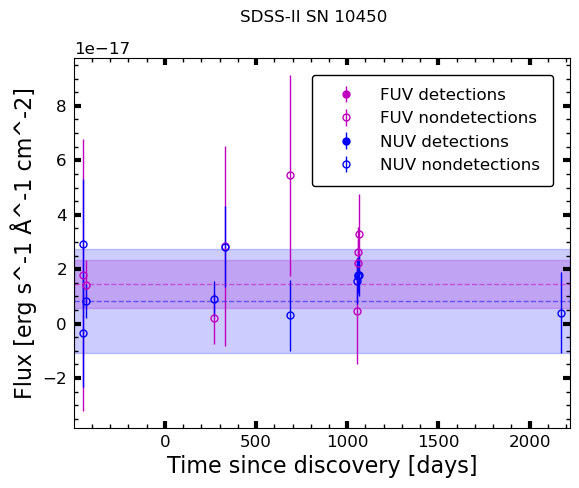 SDSS-II SN 10450
1e−17
FUV detections
FUV nondetections
NUV detections
NUV nondetections
8
6
4
2
0
−2
Flux [erg s^-1 Å^-1 cm^-2]
0
500
1000
1500
2000
Time since discovery [days]